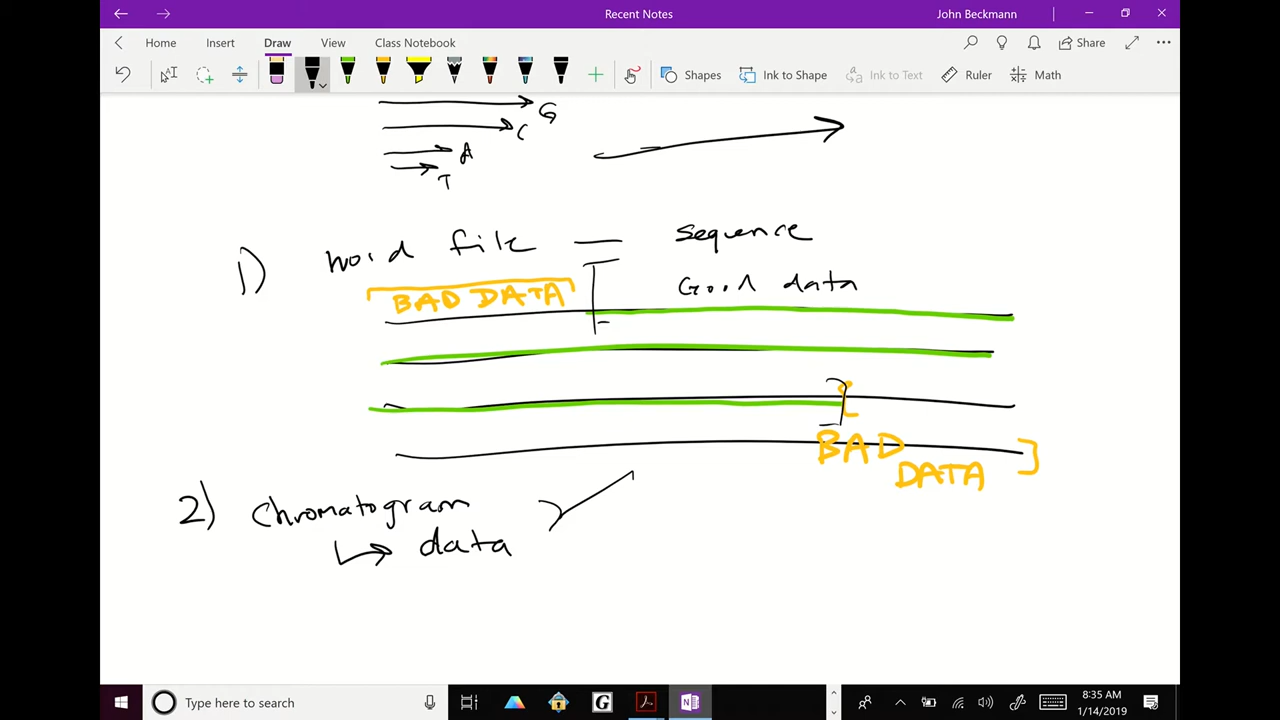 Recent Notes
John Beckmann
Home Insert Draw View Class Notebook
Share
Shapes Ink to Shape Ink to Text Ruler Math
G
C
A
T
1) word file = sequence
BAD DATA Good data
BAD
DATA
2) chromatogram
data
Type here to search
8:35 AM
1/14/2019